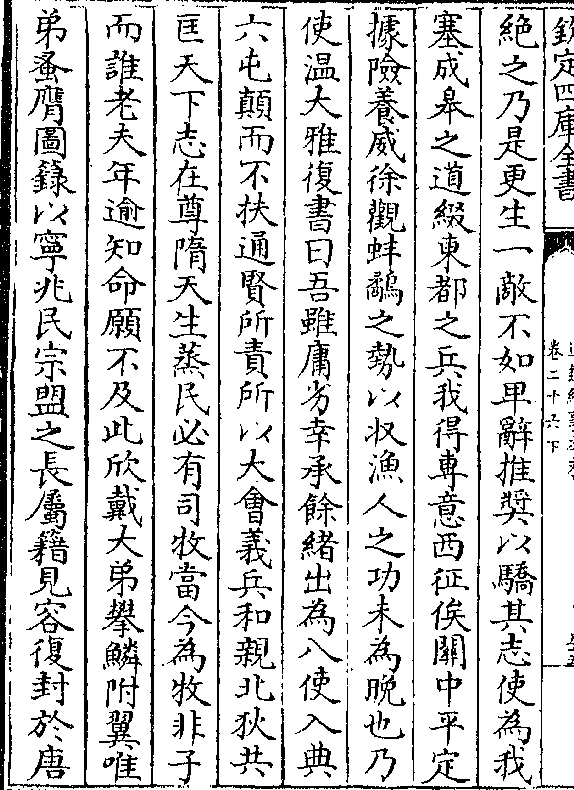 欽定四庫全書
卷二十六下
絶之乃是更生一敵不如卑辭推奨以驕其志使為我
塞成皋之道綴東都之兵我得專意西征俟關中平定
據險養威徐觀蚌鷸之勢以収漁人之功未為晩也乃
使温大雅復書曰吾雖庸劣幸承餘緒出為八使入典
六屯顛而不扶通賢所責所以大會義兵和親北狄共
匡天下志在尊隋天生蒸民必有司牧當今為牧非子
而誰老夫年逾知命願不及此欣戴大弟攀鱗附翼唯
弟蚤膺圖籙以寧兆民宗盟之長屬籍見容復封於唐